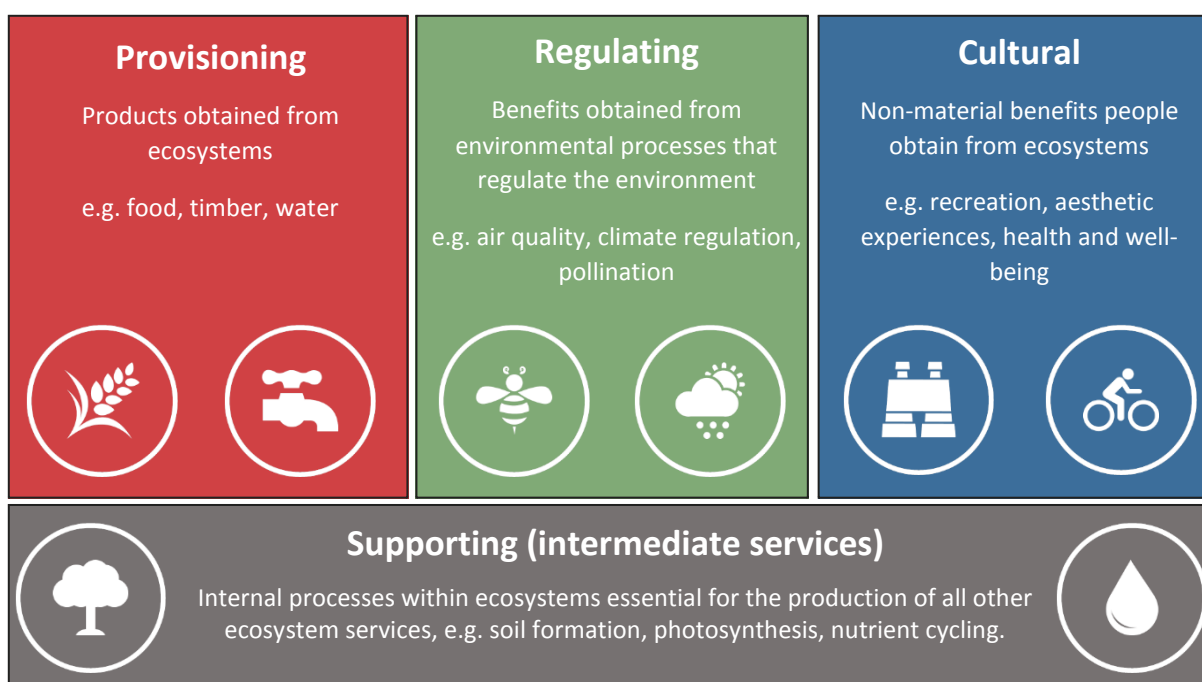 Provisioning
Products obtained from
ecosystems
e.g. food, timber, water
Regulating
Benefits obtained from
environmental processes that
regulate the environment
e.g. air quality, climate regulation,
pollination
Cultural
Non-material benefits people
obtain from ecosystems
e.g. recreation, aesthetic
experiences, health and well-
being
Supporting (intermediate services)
Internal processes within ecosystems essential for the production of all other
ecosystem services, e.g. soil formation, photosynthesis, nutrient cycling.